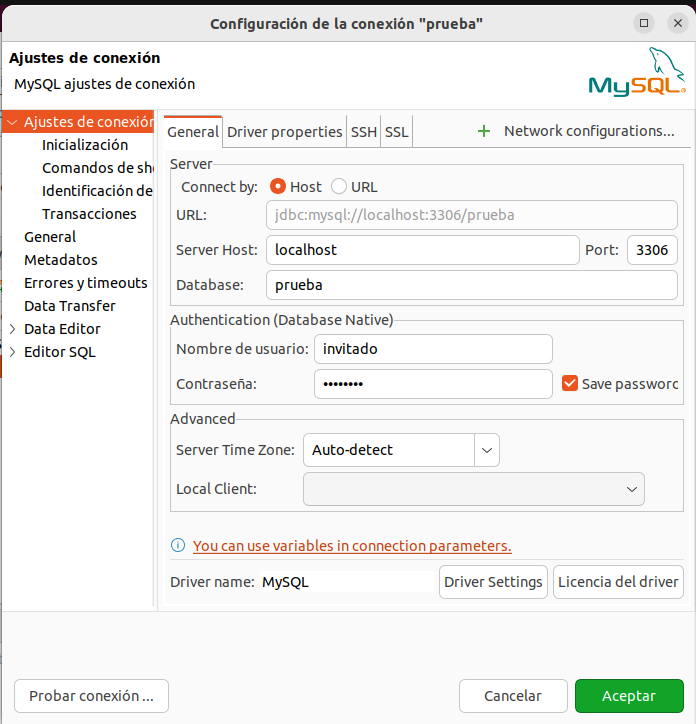 Configuración de la conexión "prueba"
Ajustes de conexión
MySQL ajustes de conexión
MySQL
Ajustes de conexión
Inicialización
Comandos de she
Identificación de
Transacciones
General
Metadatos
Errores y timeouts
Data Transfer
Data Editor
Editor SQL
General Driver properties SSH SSL + Network configurations...
Server
Connect by: Host URL
URL: jdbc:mysql://localhost:3306/prueba
Server Host: localhost Port: 3306
Database: prueba
Authentication (Database Native)
Nombre de usuario: invitado
Contraseña: ••••••••
Save password
Advanced
Server Time Zone: Auto-detect
Local Client:
You can use variables in connection parameters.
Driver name: MySQL Driver Settings Licencia del driver
Probar conexión ... Cancelar Aceptar